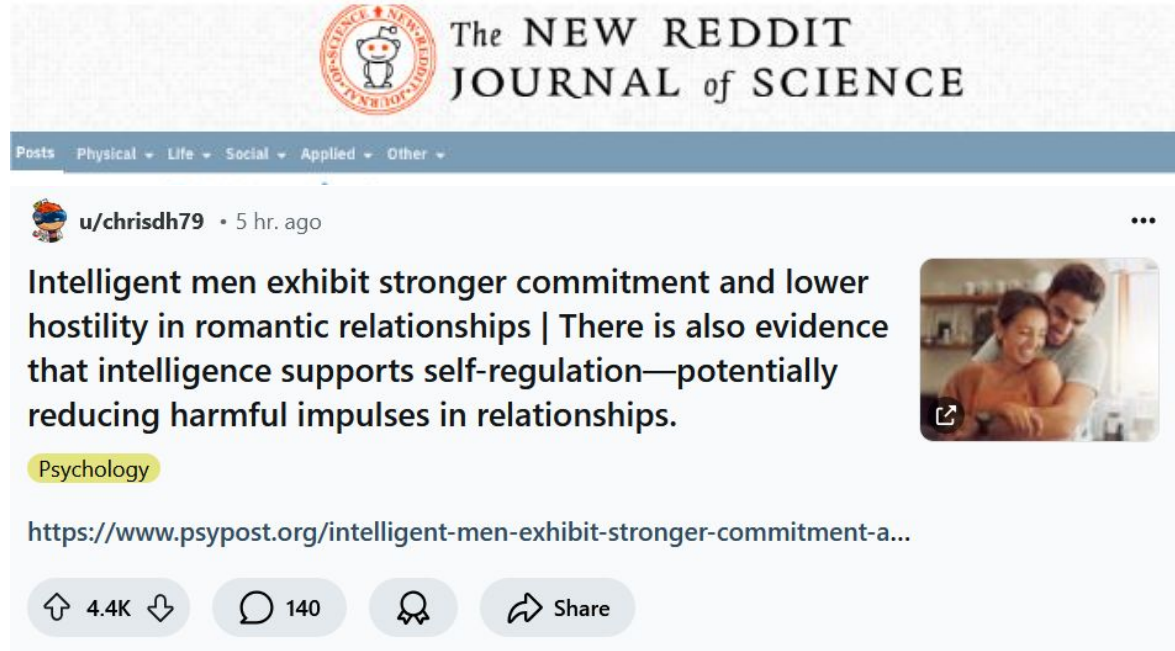 The NEW REDDIT
JOURNAL of SCIENCE
Posts Physical Life Social Applied Other
u/chrisdh79 • 5 hr. ago
Intelligent men exhibit stronger commitment and lower
hostility in romantic relationships | There is also evidence
that intelligence supports self-regulation—potentially
reducing harmful impulses in relationships.
Psychology
https://www.psypost.org/intelligent-men-exhibit-stronger-commitment-a...
4.4K 140 Share